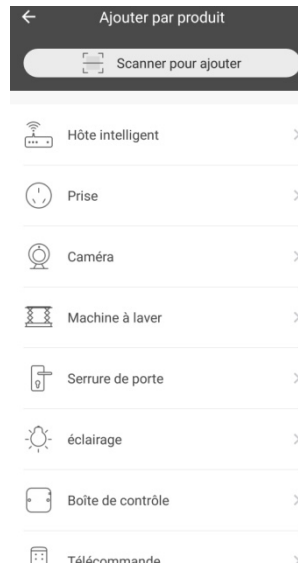 Ajouter par produit
Scanner pour ajouter
Hôte intelligent
Prise
Caméra
Machine à laver
Serrure de porte
éclairage
Boîte de contrôle
Télécommande